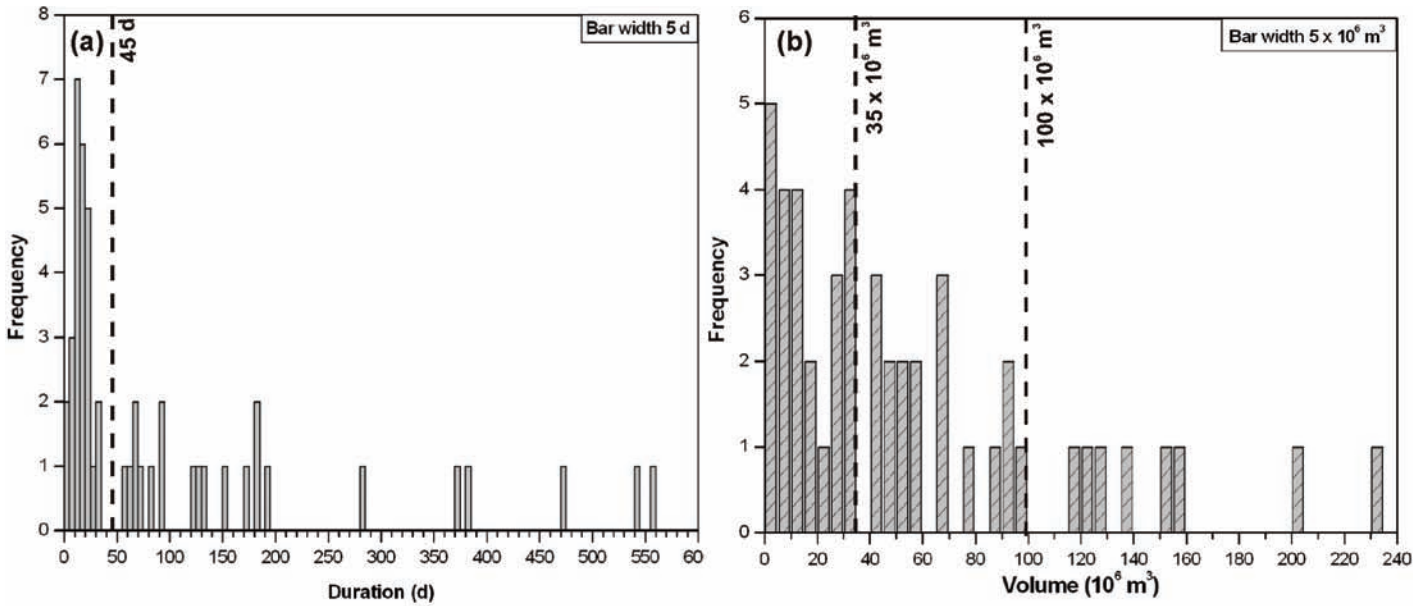 (a)
45 d
Bar width 5 d
8
7
6
5
4
3
2
1
0
Frequency
0 50 100 150 200 250 300 350 400 450 500 550 60
Duration (d)
(b)
35 x 10⁶ m³
100 x 10⁶ m³
Bar width 5 x 10⁶ m³
6
5
4
3
2
1
0
Frequency
0 20 40 60 80 100 120 140 160 180 200 220 240
Volume (10⁶ m³)